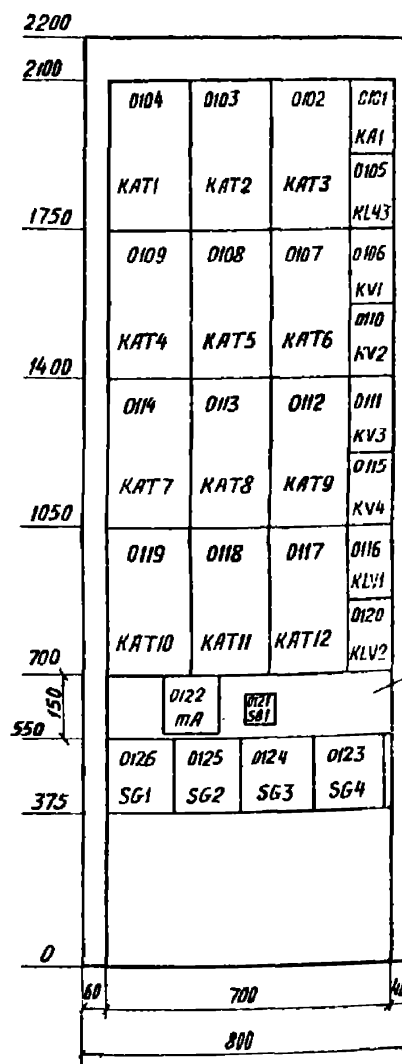 2200
2100
0104 0103 0102 0101
KA1
0105
KAT1 KAT2 KAT3
KL43
1750
0109 0108 0107 0106
KV1
0110
KAT4 KAT5 KAT6 KV2
1400
0114 0113 0112 0111
KV3
0115
KAT7 KAT8 KAT9
KV4
1050
0119 0118 0117 0116
KLV1
0120
KAT10 KAT11 KAT12 KLV2
700
150
0122 0121
mA SB1
550
0126 0125 0124 0123
SG1 SG2 SG3 SG4
375
0
60 700 40
800